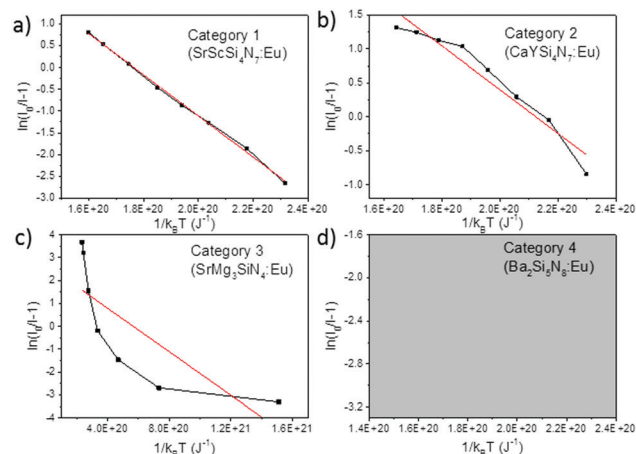 a)
Category 1
(SrScSi₄N₇:Eu)
ln(I₀/I-1)
1.0
0.5
0.0
-0.5
-1.0
-1.5
-2.0
-2.5
-3.0
1.6E+20 1.8E+20 2.0E+20 2.2E+20 2.4E+20
1/k_BT (J⁻¹)
b)
Category 2
(CaYSi₄N₇:Eu)
ln(I₀/I-1)
1.5
1.0
0.5
0.0
-0.5
-1.0
1.6E+20 1.8E+20 2.0E+20 2.2E+20 2.4E+20
1/k_BT (J⁻¹)
c)
Category 3
(SrMg₃SiN₄:Eu)
ln(I₀/I-1)
4
3
2
1
0
-1
-2
-3
-4
4.0E+20 8.0E+20 1.2E+21 1.6E+21
1/k_BT (J⁻¹)
d)
Category 4
(Ba₂Si₅N₈:Eu)
ln(I₀/I-1)
-1.6
-2.0
-2.4
-2.8
-3.2
1.4E+20 1.6E+20 1.8E+20 2.0E+20 2.2E+20 2.4E+20
1/k_BT (J⁻¹)